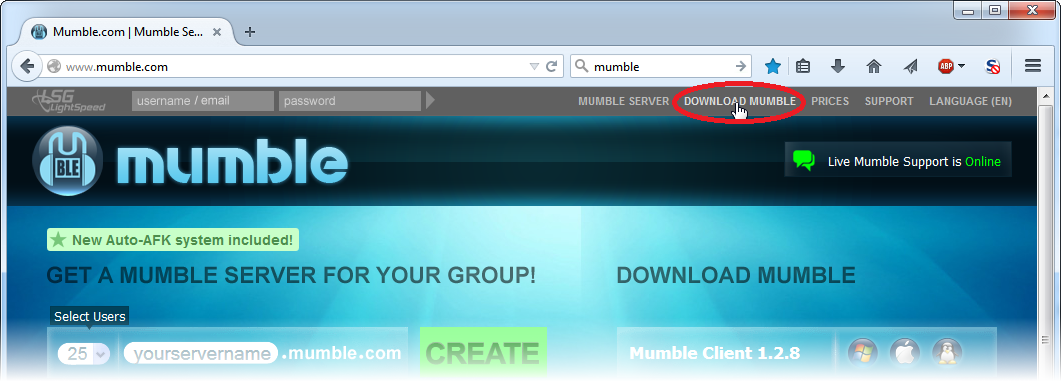 Mumble.com | Mumble Se...
www.mumble.com
mumble
ABP
S
LSG
LightSpeed
username / email
password
MUMBLE SERVER
DOWNLOAD MUMBLE
PRICES
SUPPORT
LANGUAGE (EN)
BLE
mumble
Live Mumble Support is Online
New Auto-AFK system included!
GET A MUMBLE SERVER FOR YOUR GROUP!
DOWNLOAD MUMBLE
Select Users
25
yourservername
.mumble.com
CREATE
Mumble Client 1.2.8